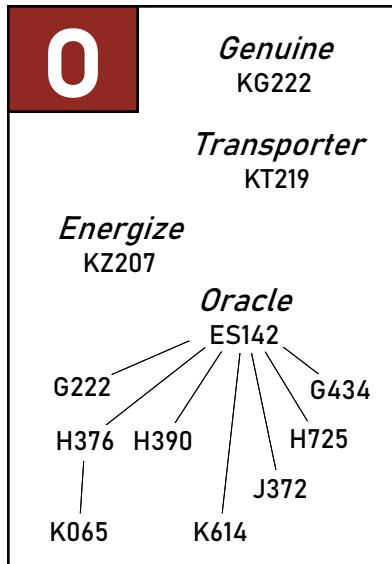 O
Genuine
KG222
Transporter
KT219
Energize
KZ207
Oracle
ES142
G222
G434
H376
H390
H725
J372
K065
K614